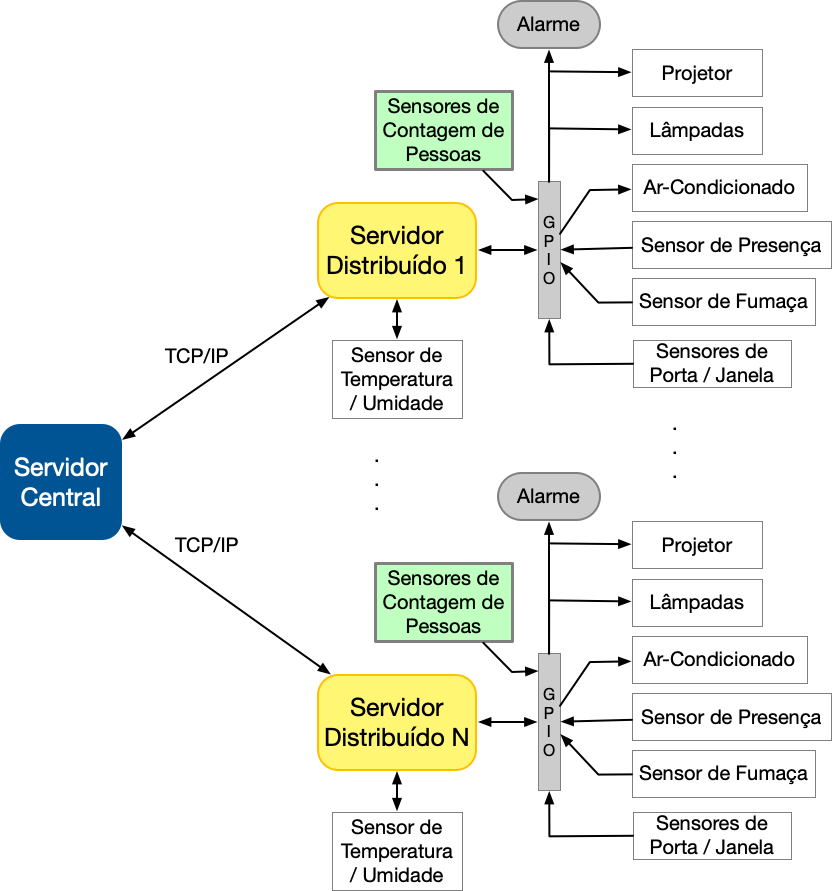 Alarme
Projetor
Sensores de
Contagem de
Pessoas
Lâmpadas
Ar-Condicionado
G
P
I
O
Servidor
Distribuído 1
Sensor de Presença
Sensor de Fumaça
TCP/IP
Sensor de
Temperatura
/ Umidade
Sensores de
Porta / Janela
.
.
.
.
.
.
Servidor
Central
Alarme
TCP/IP
Projetor
Sensores de
Contagem de
Pessoas
Lâmpadas
Ar-Condicionado
G
P
I
O
Servidor
Distribuído N
Sensor de Presença
Sensor de Fumaça
Sensor de
Temperatura
/ Umidade
Sensores de
Porta / Janela